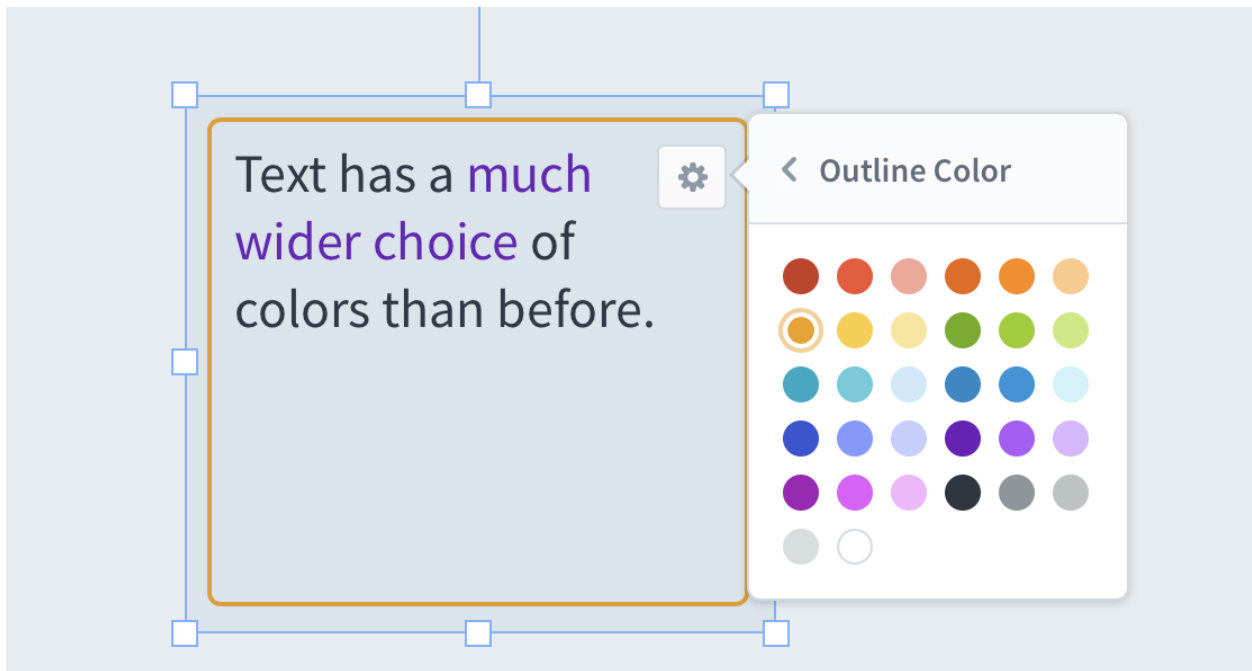 Text has a much
wider choice of
colors than before.
Outline Color